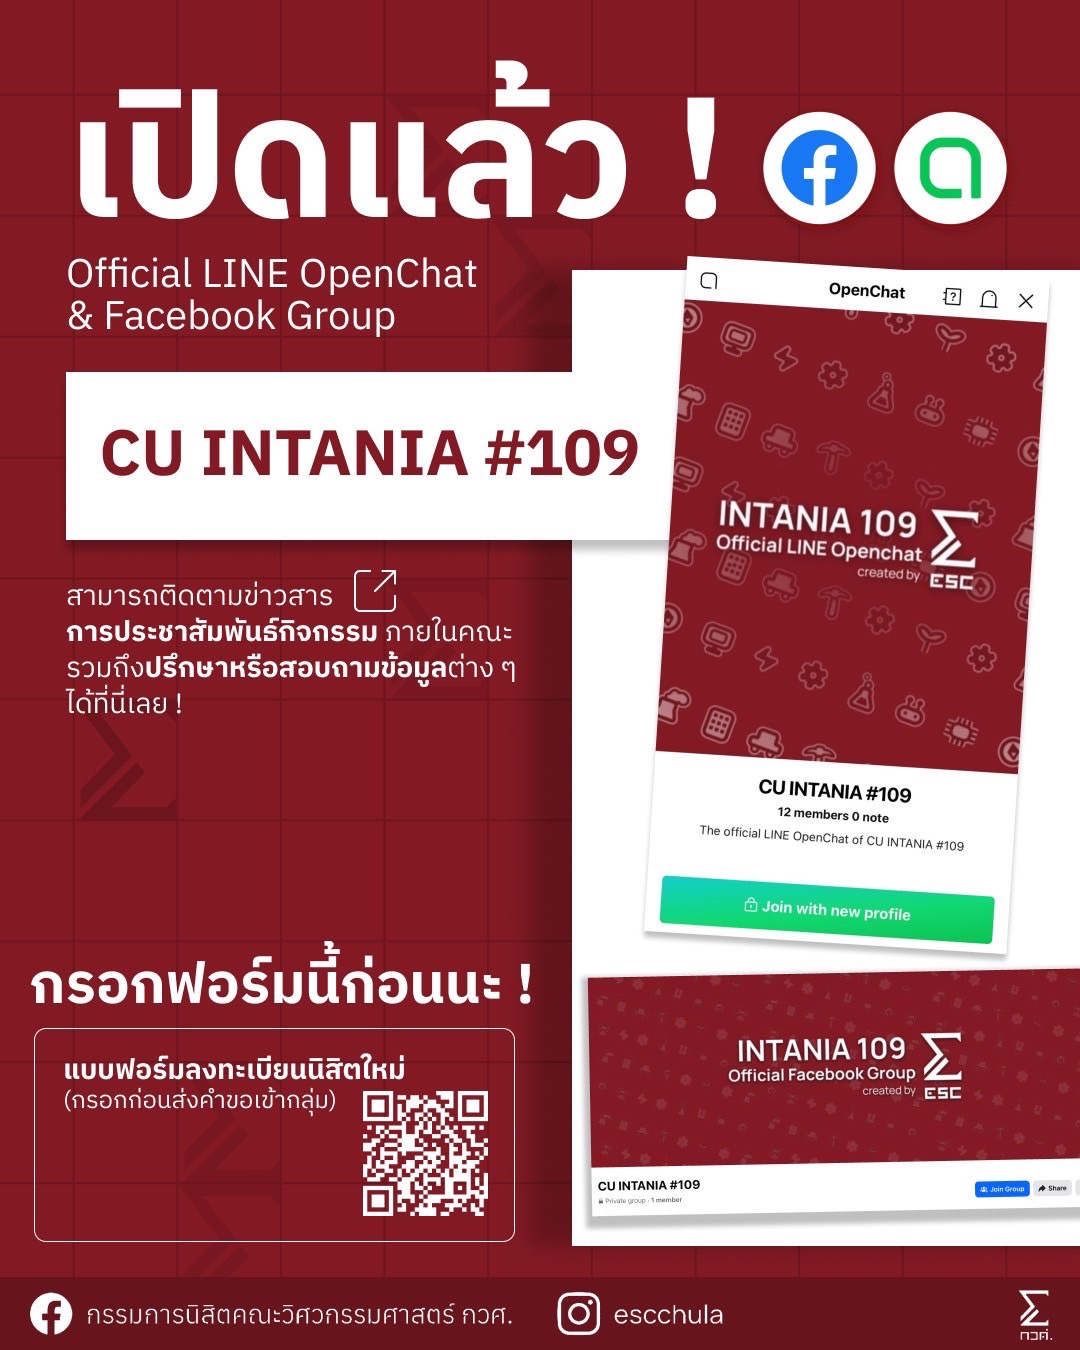 เปิดแล้ว !
Official LINE OpenChat
& Facebook Group
CU INTANIA #109
สามารถติดตามข่าวสาร
การประชาสัมพันธ์กิจกรรม ภายในคณะ
รวมถึงปรึกษาหรือสอบถามข้อมูลต่าง ๆ
ได้ที่นี่เลย !
OpenChat
INTANIA 109
Official LINE Openchat
created by ESC
CU INTANIA #109
12 members 0 note
The official LINE OpenChat of CU INTANIA #109
Join with new profile
กรอกฟอร์มนี้ก่อนนะ !
แบบฟอร์มลงทะเบียนนิสิตใหม่
(กรอกก่อนส่งคำขอเข้ากลุ่ม)
INTANIA 109
Official Facebook Group
created by ESC
CU INTANIA #109
Private group · 1 member
Join Group
Share
กรรมการนิสิตคณะวิศวกรรมศาสตร์ กวศ.
escchula
กวศ.